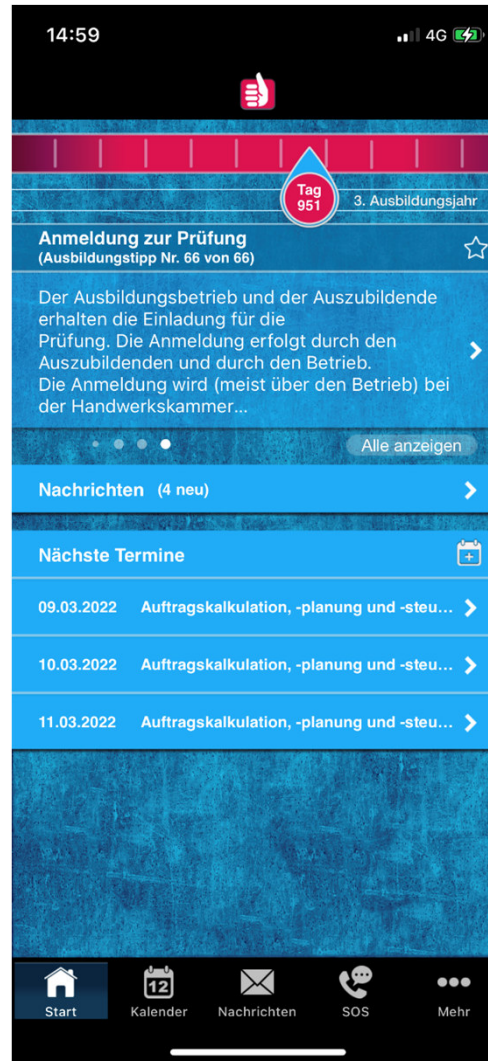 14:59
4G
Tag
951
3. Ausbildungsjahr
Anmeldung zur Prüfung
(Ausbildungstipp Nr. 66 von 66)
Der Ausbildungsbetrieb und der Auszubildende
erhalten die Einladung für die
Prüfung. Die Anmeldung erfolgt durch den
Auszubildenden und durch den Betrieb.
Die Anmeldung wird (meist über den Betrieb) bei
der Handwerkskammer...
Alle anzeigen
Nachrichten (4 neu)
Nächste Termine
09.03.2022 Auftragskalkulation, -planung und -steu...
10.03.2022 Auftragskalkulation, -planung und -steu...
11.03.2022 Auftragskalkulation, -planung und -steu...
12
Start Kalender Nachrichten SOS Mehr